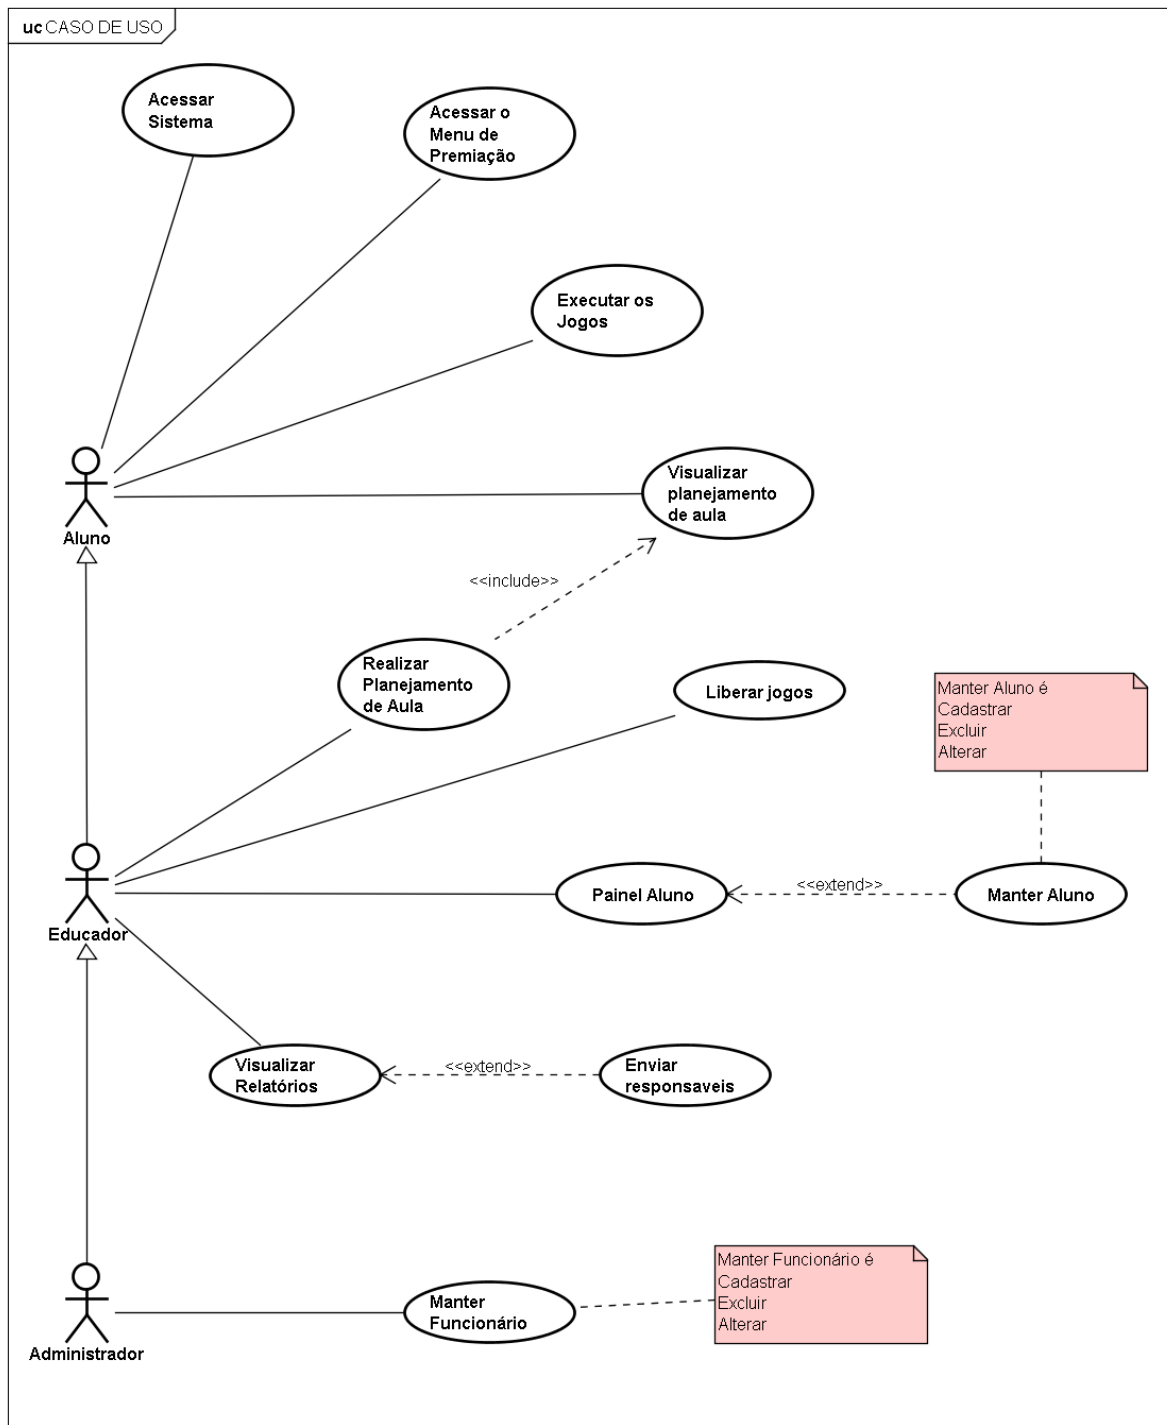 uc CASO DE USO
Acessar
Sistema
Acessar o
Menu de
Premiação
Executar os
Jogos
Visualizar
planejamento
de aula
Aluno
<<include>>
Realizar
Planejamento
de Aula
Liberar jogos
Manter Aluno é
Cadastrar
Excluir
Alterar
Educador
Painel Aluno
<<extend>>
Manter Aluno
Visualizar
Relatórios
<<extend>>
Enviar
responsaveis
Administrador
Manter
Funcionário
Manter Funcionário é
Cadastrar
Excluir
Alterar